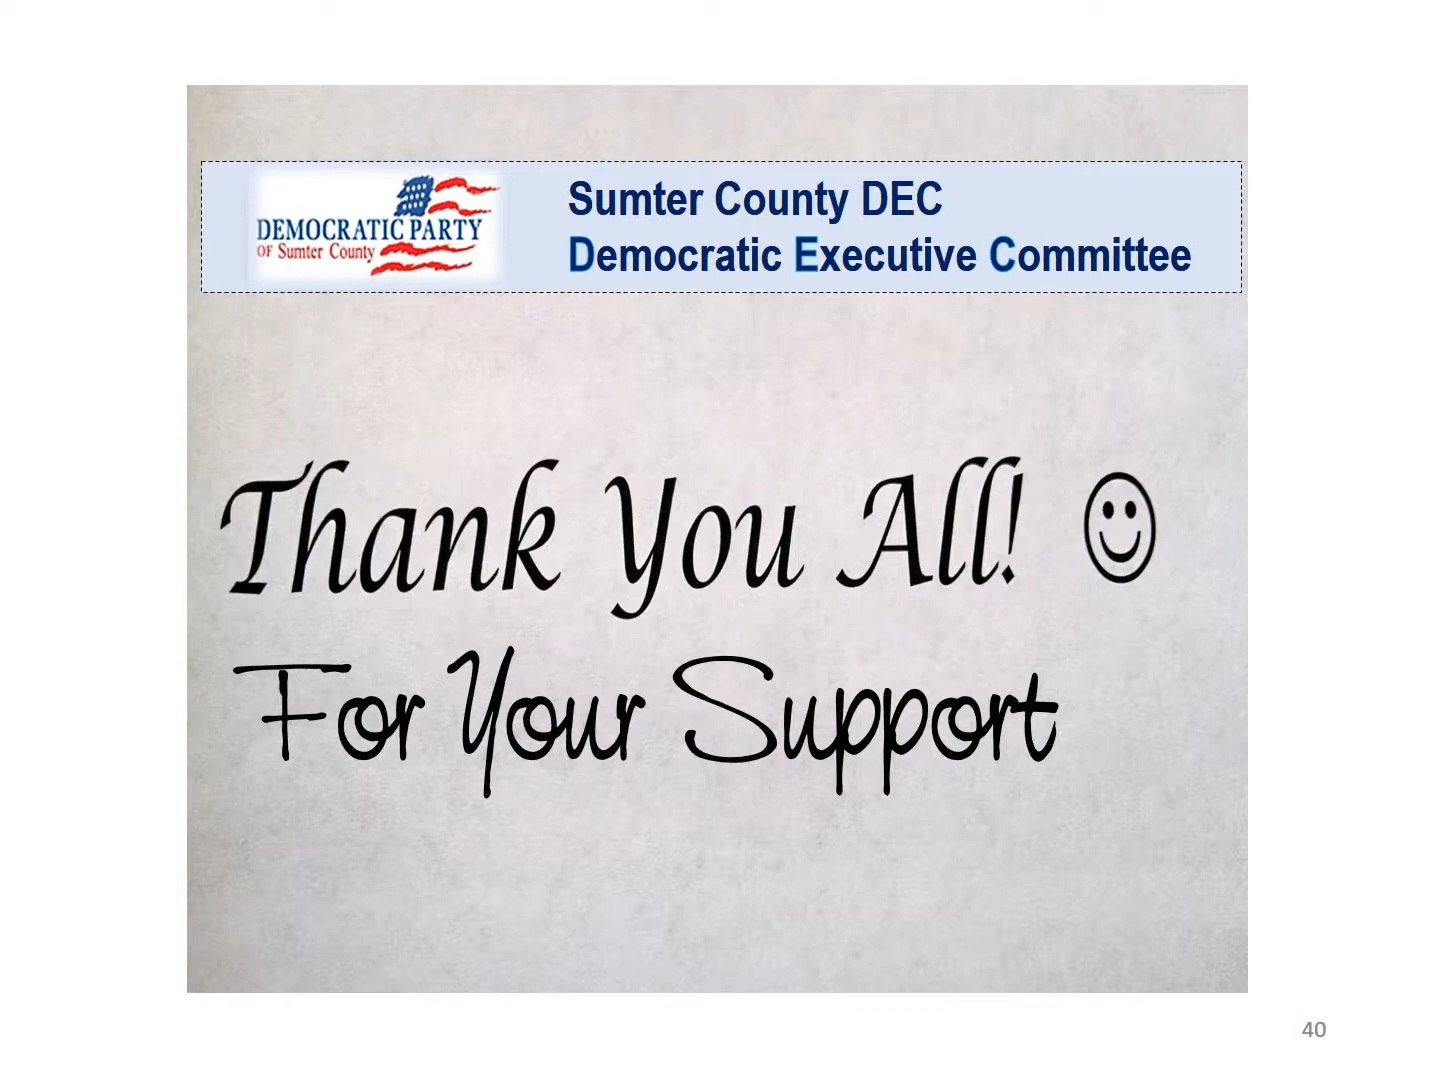 DEMOCRATIC PARTY
OF Sumter County
Sumter County DEC
Democratic Executive Committee
Thank You All! ☺
For Your Support
40